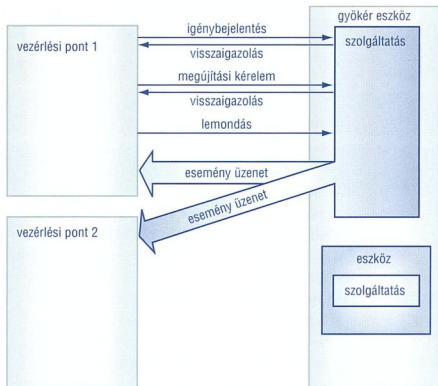 gyökér eszköz
igénybejelentés
vezérlési pont 1
szolgáltatás
visszaigazolás
megújítási kérelem
visszaigazolás
lemondás
esemény üzenet
esemény üzenet
vezérlési pont 2
eszköz
szolgáltatás